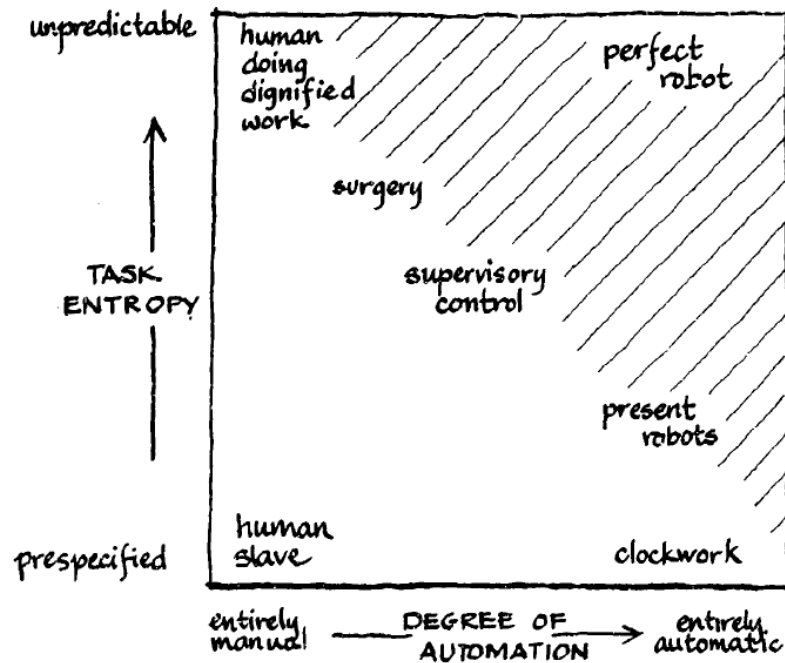 unpredictable
human
doing
dignified
work
perfect
robot
surgery
TASK
ENTROPY
supervisory
control
present
robots
human
slave
prespecified
clockwork
entirely
manual
DEGREE OF
AUTOMATION
entirely
automatic